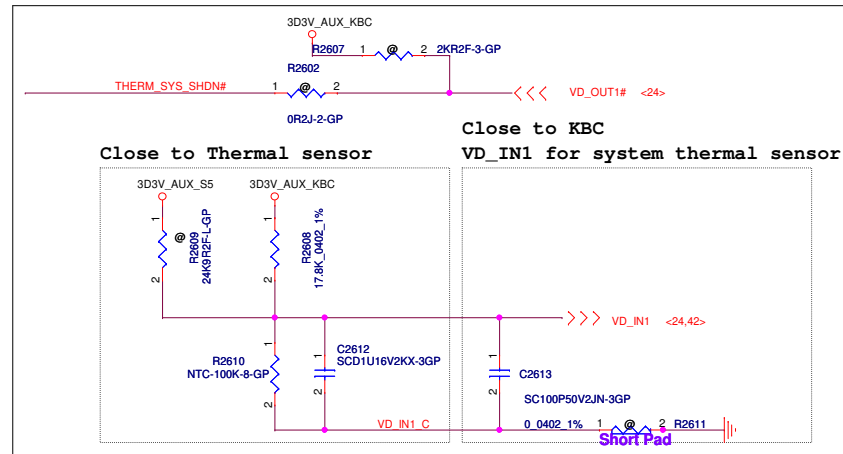 3D3V_AUX_KBC
R2607 1 @ 2 2KR2F-3-GP
R2602
THERM_SYS_SHDN# 1 @ 2 VD_OUT1# <24>
0R2J-2-GP
Close to KBC
Close to Thermal sensor VD_IN1 for system thermal sensor
3D3V_AUX_S5 3D3V_AUX_KBC
1 @ 2 R2609 24K9R2F-L-GP
1 2 R2608 17.8K_0402_1%
VD_IN1 <24,42>
1 2 R2610 NTC-100K-8-GP
1 2 C2612 SCD1U16V2KX-3GP
1 2 C2613
SC100P50V2JN-3GP
VD_IN1_C 0_0402_1% 1 @ 2 R2611
Short Pad